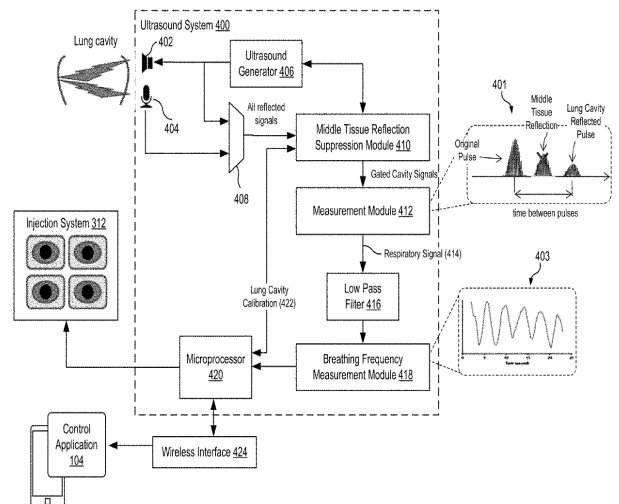 Ultrasound System 400
Lung cavity
402
Ultrasound
Generator 406
404
All reflected
signals
408
Middle Tissue Reflection
Suppression Module 410
Gated Cavity Signals
Measurement Module 412
Respiratory Signal (414)
Low Pass
Filter 416
Lung Cavity
Calibration (422)
Breathing Frequency
Measurement Module 418
Microprocessor
420
Injection System 312
Wireless Interface 424
Control
Application
104
401
Middle
Tissue
Reflection
Lung Cavity
Reflected
Pulse
Original
Pulse
time between pulses
403